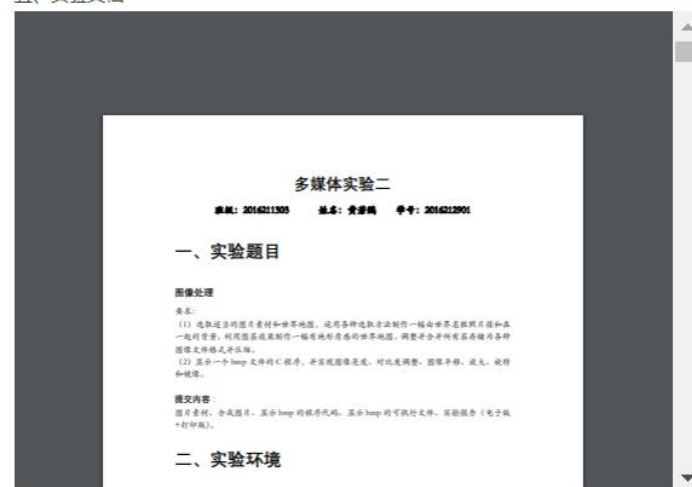 多媒体实验二
班级: 2016211303 姓名: 学号: 2016212901
一、实验题目
图像处理
要求:
(1) 选取适当的图片素材和世界地图，运用各种选取方法制作一幅由世界名胜照片揉和在
一起的背景，利用图层效果制作一幅有地形质感的世界地图，调整并合并所有层存储为各种
图像文件格式并压缩。
(2) 显示一个 bmp 文件的 C 程序，并实现图像亮度、对比度调整、图像平移、放大、旋转
和镜像。
提交内容:
图片素材、合成图片、显示 bmp 的程序代码、显示 bmp 的可执行文件、实验报告（电子版
+打印版）。
二、实验环境